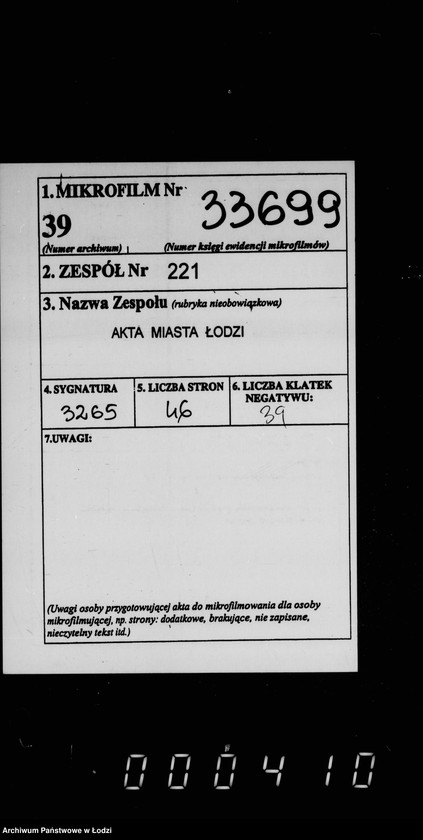 1. MIKROFILM Nr
39
33699
(Numer archiwum)
(Numer księgi ewidencji mikrofilmów)
2. ZESPÓŁ Nr 221
3. Nazwa Zespołu (rubryka nieobowiązkowa)
AKTA MIASTA ŁODZI
4. SYGNATURA
3265
5. LICZBA STRON
46
6. LICZBA KLATEK
NEGATYWU:
39
7.UWAGI:
(Uwagi osoby przygotowującej akta do mikrofilmowania dla osoby
mikrofilmującej, np. strony: dodatkowe, brakujące, nie zapisane,
nieczytelny tekst itd.)
000410
Archiwum Państwowe w Łodzi